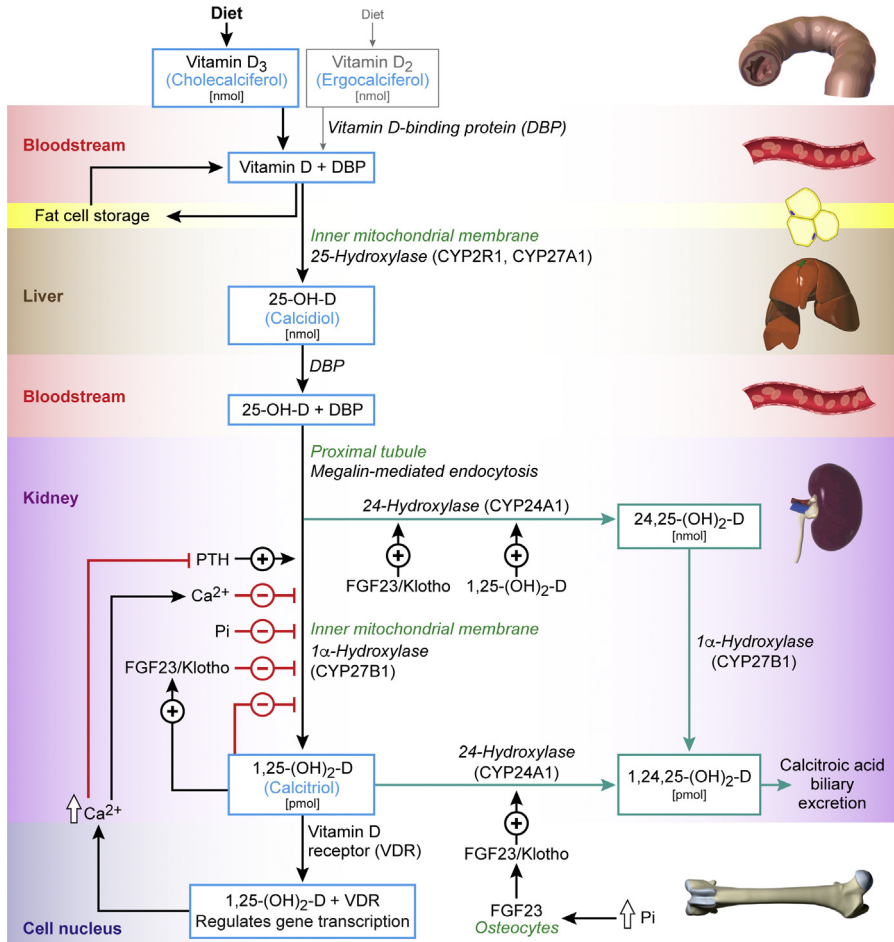 Diet
Diet
Vitamin D3
(Cholecalciferol)
[nmol]
Vitamin D2
(Ergocalciferol)
[nmol]
Vitamin D-binding protein (DBP)
Bloodstream
Vitamin D + DBP
Fat cell storage
Inner mitochondrial membrane
25-Hydroxylase (CYP2R1, CYP27A1)
Liver
25-OH-D
(Calcidiol)
[nmol]
DBP
Bloodstream
25-OH-D + DBP
Proximal tubule
Megalin-mediated endocytosis
Kidney
24-Hydroxylase (CYP24A1)
24,25-(OH)2-D
[nmol]
PTH
FGF23/Klotho
1,25-(OH)2-D
Ca2+
Pi
Inner mitochondrial membrane
1α-Hydroxylase
(CYP27B1)
1α-Hydroxylase
(CYP27B1)
FGF23/Klotho
1,25-(OH)2-D
(Calcitriol)
[pmol]
24-Hydroxylase
(CYP24A1)
1,24,25-(OH)2-D
[pmol]
Calcitroic acid
biliary
excretion
Ca2+
Vitamin D
receptor (VDR)
FGF23/Klotho
1,25-(OH)2-D + VDR
Regulates gene transcription
FGF23
Osteocytes
Pi
Cell nucleus